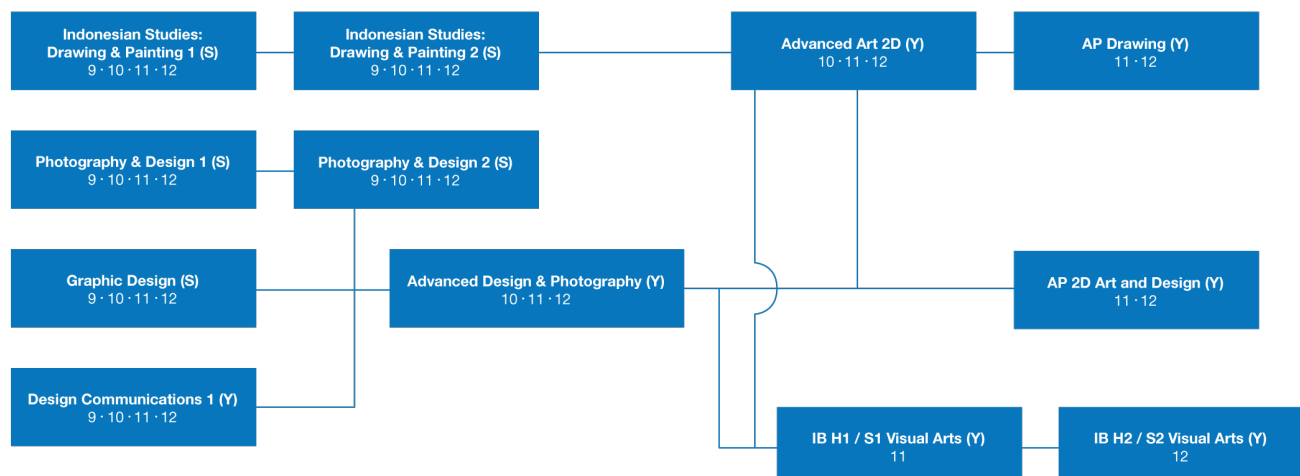 Indonesian Studies:
Drawing & Painting 1 (S)
9 · 10 · 11 · 12
Indonesian Studies:
Drawing & Painting 2 (S)
9 · 10 · 11 · 12
Advanced Art 2D (Y)
10 · 11 · 12
AP Drawing (Y)
11 · 12
Photography & Design 1 (S)
9 · 10 · 11 · 12
Photography & Design 2 (S)
9 · 10 · 11 · 12
Graphic Design (S)
9 · 10 · 11 · 12
Advanced Design & Photography (Y)
10 · 11 · 12
AP 2D Art and Design (Y)
11 · 12
Design Communications 1 (Y)
9 · 10 · 11 · 12
IB H1 / S1 Visual Arts (Y)
11
IB H2 / S2 Visual Arts (Y)
12